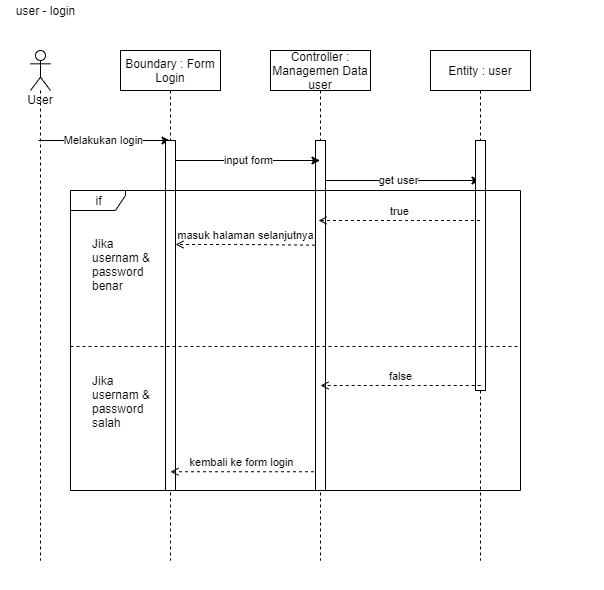 user - login
Boundary : Form
Login
Controller :
Managemen Data
user
Entity : user
User
Melakukan login
input form
get user
if
true
masuk halaman selanjutnya
Jika
usernam &
password
benar
false
Jika
usernam &
password
salah
kembali ke form login